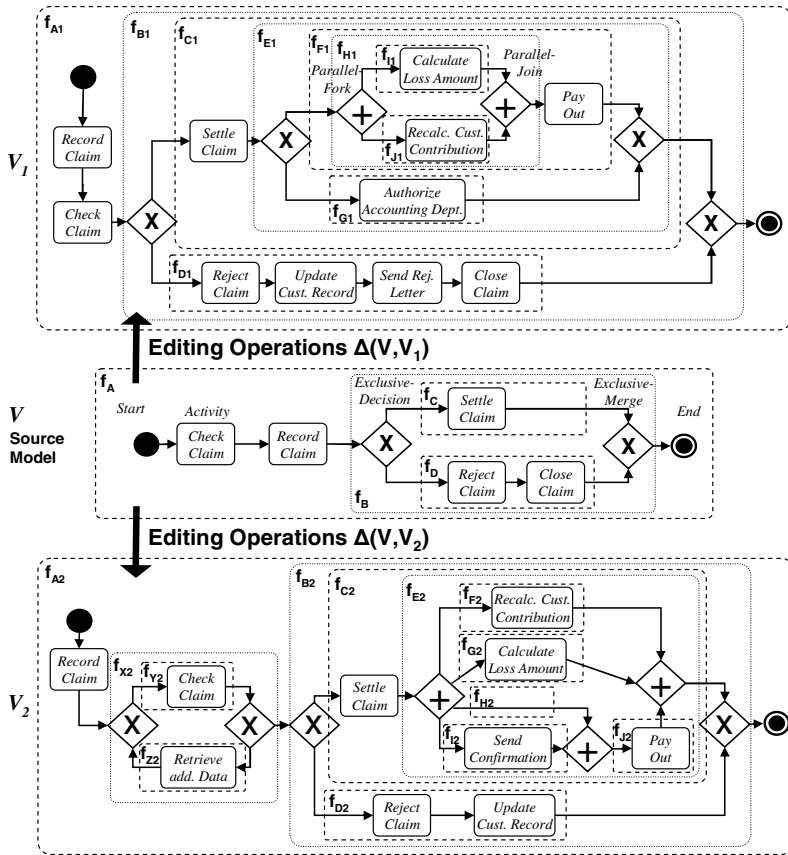 fA1
fB1
fC1
fE1
fF1
fH1
fI1
Calculate
Loss Amount
Parallel-
Fork
Parallel-
Join
+
+
Pay
Out
fJ1
Recalc. Cust.
Contribution
V1
Record
Claim
Check
Claim
X
Settle
Claim
X
X
X
fG1
Authorize
Accounting Dept.
fD1
Reject
Claim
Update
Cust. Record
Send Rej.
Letter
Close
Claim
Editing Operations Δ(V,V1)
fA
V
Source
Model
Start
Activity
Check
Claim
Record
Claim
Exclusive-
Decision
Exclusive-
Merge
End
fC
Settle
Claim
X
X
fD
Reject
Claim
Close
Claim
fB
Editing Operations Δ(V,V2)
fA2
fB2
fC2
fE2
fF2
Recalc. Cust.
Contribution
fG2
Calculate
Loss Amount
V2
Record
Claim
fX2
fY2
Check
Claim
X
X
fZ2
Retrieve
add. Data
X
Settle
Claim
+
+
fH2
fI2
Send
Confirmation
+
fJ2
Pay
Out
X
fD2
Reject
Claim
Update
Cust. Record